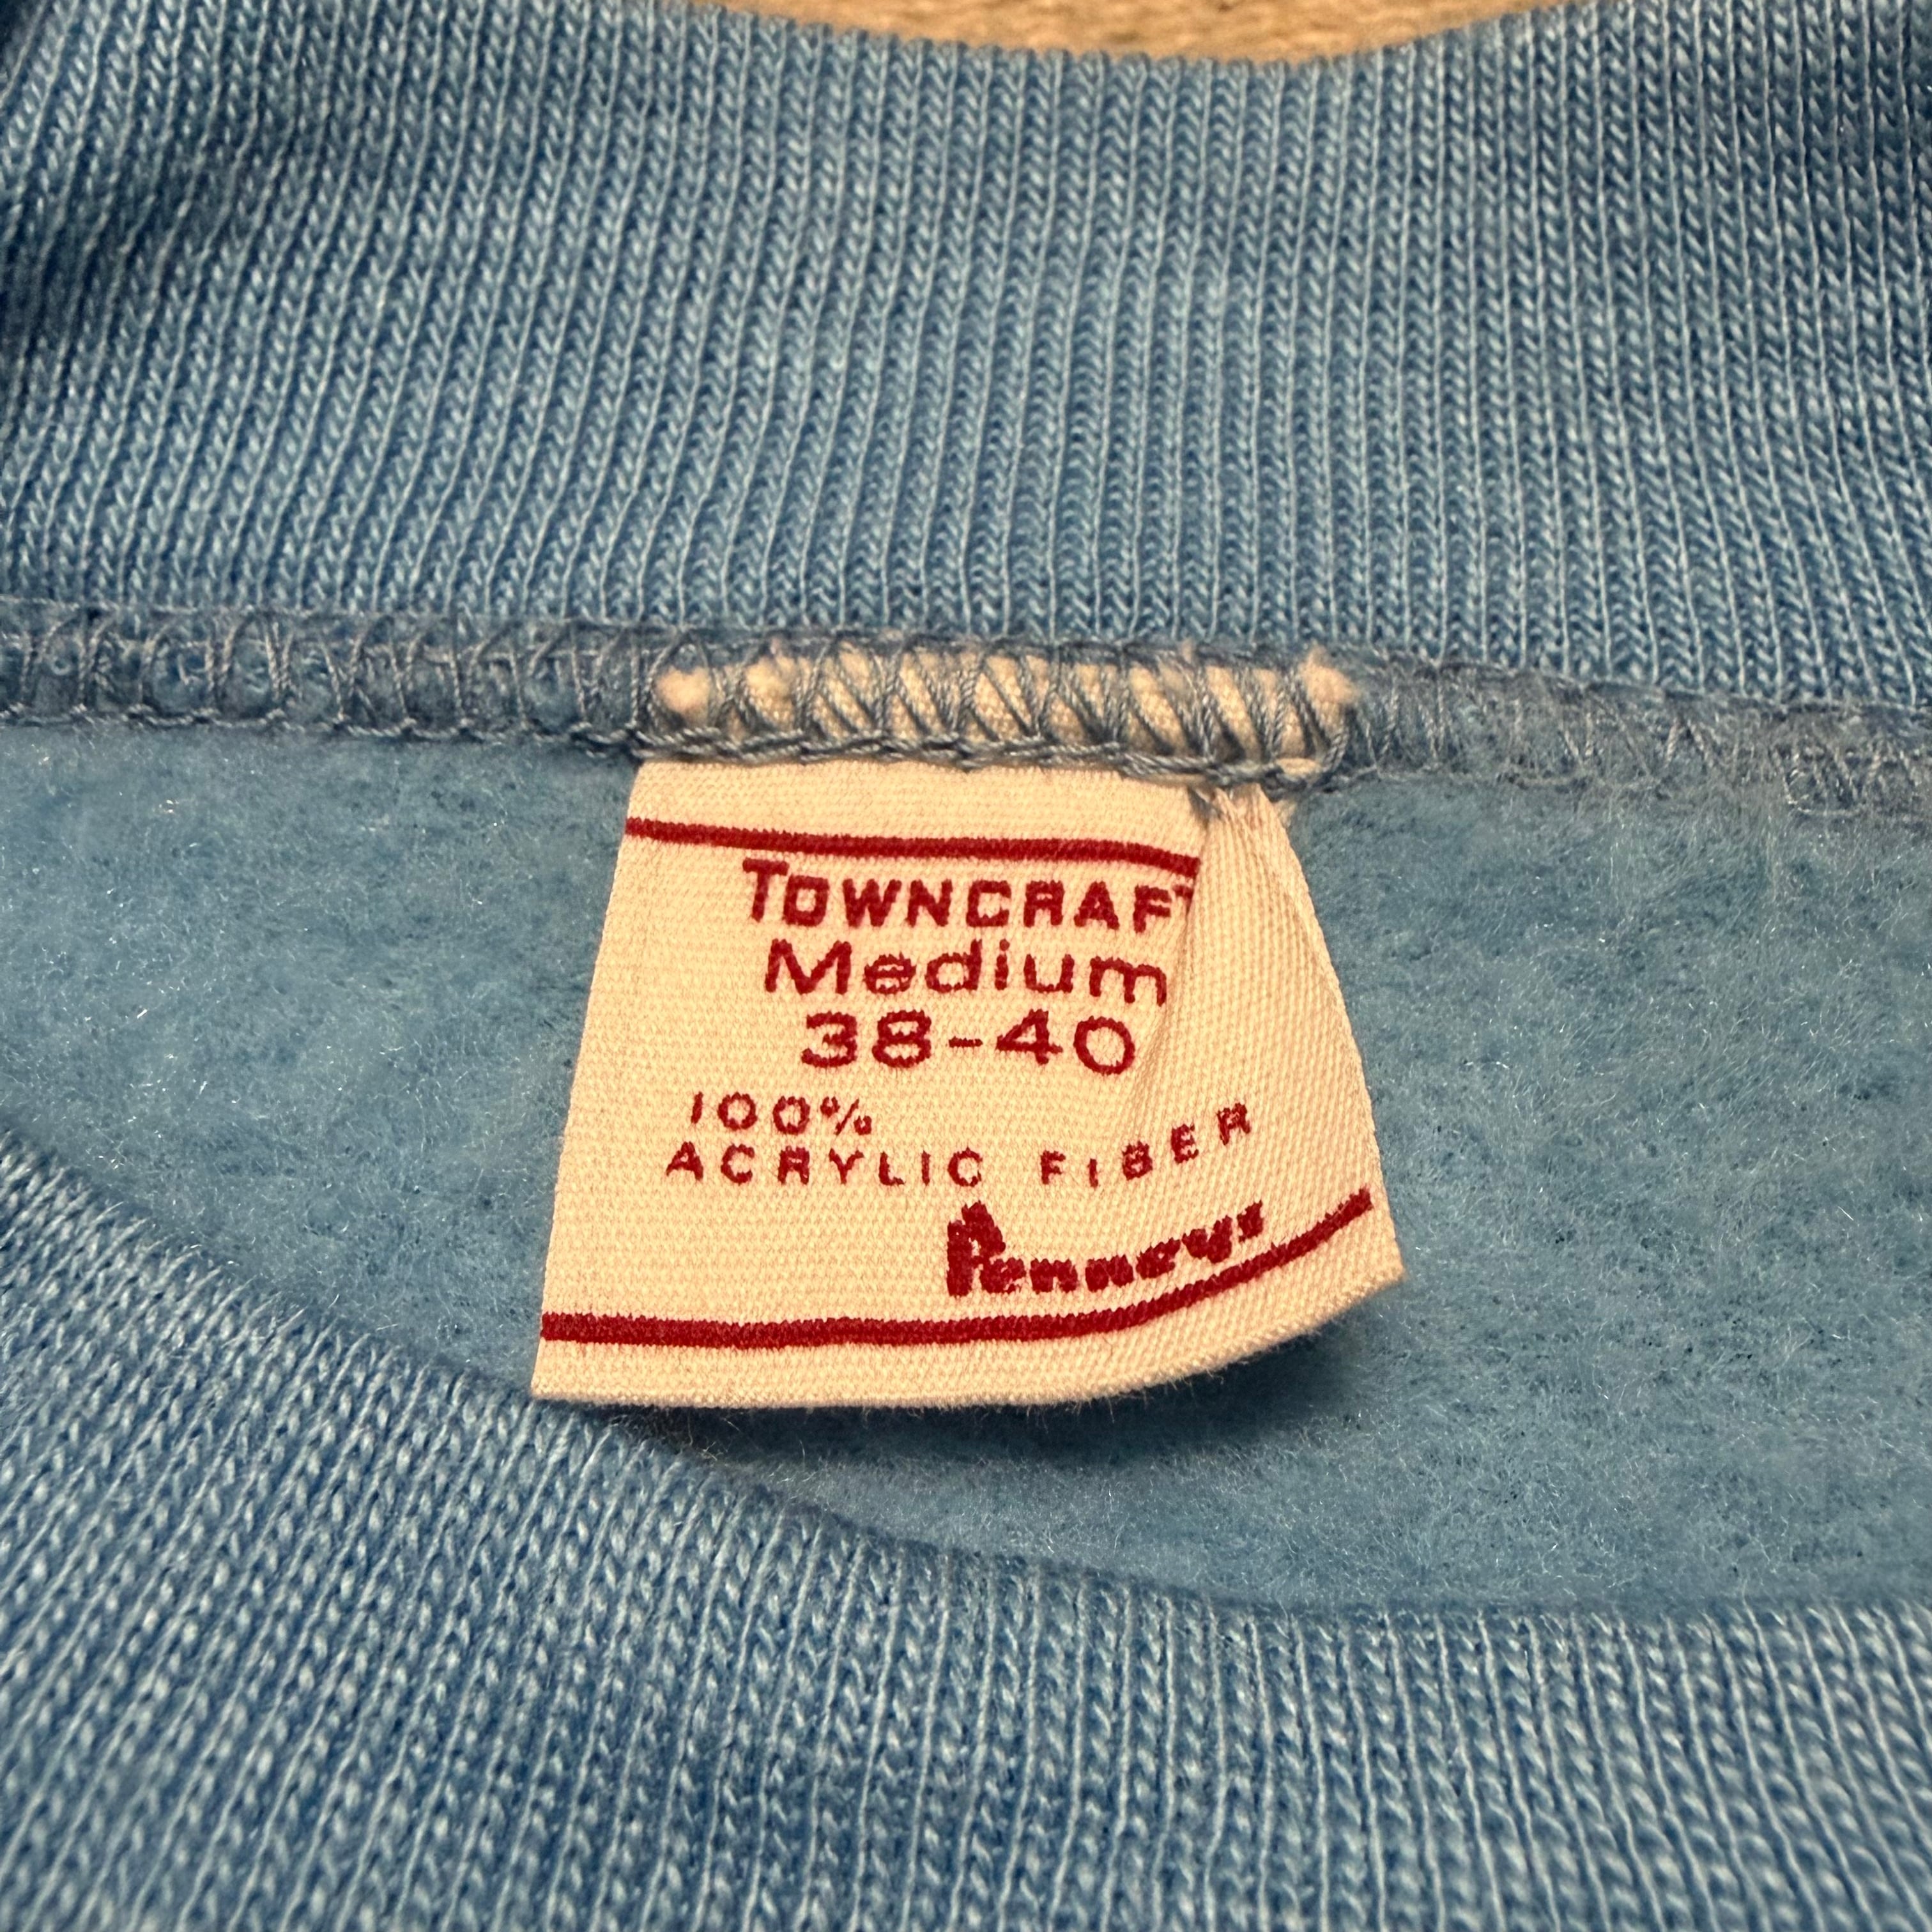 TOWNCRAFT
Medium
38-40
100%
ACRYLIC FIBER
Penneys